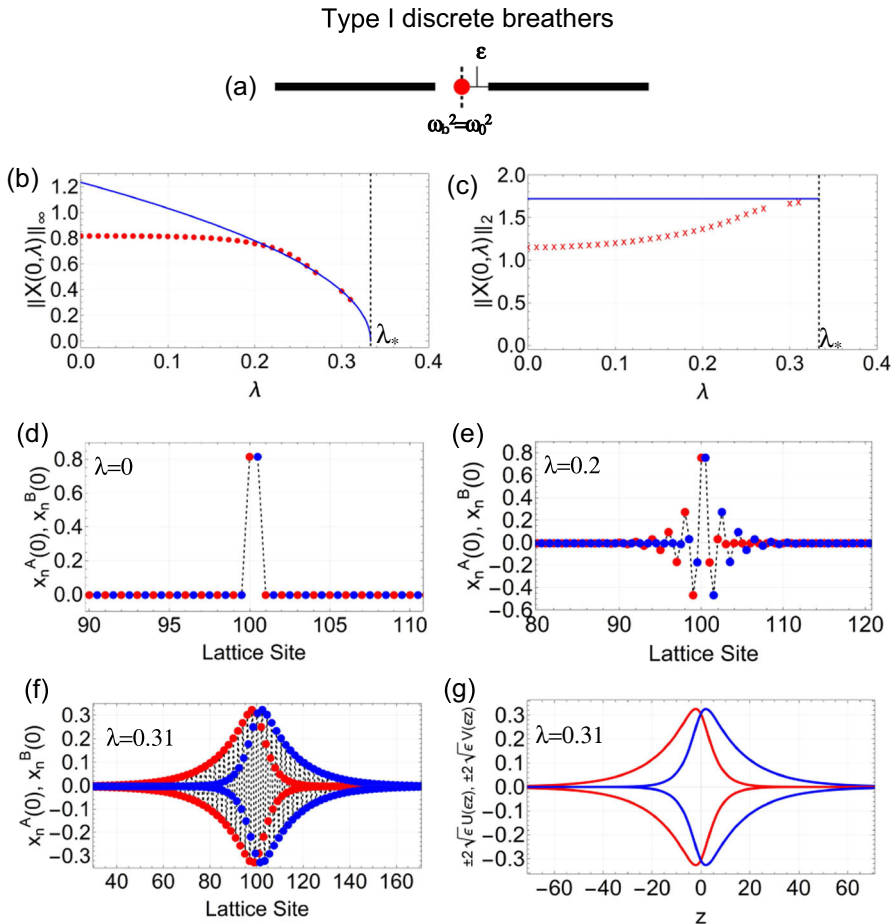 Type I discrete breathers
(a)
ε
ω_b²=ω_0²
(b)
||X(0,λ)||_∞
1.2
1.0
0.8
0.6
0.4
0.2
0.0
λ_*
0.0 0.1 0.2 0.3 0.4
λ
(c)
||X(0,λ)||_2
2.0
1.5
1.0
0.5
0.0
λ_*
0.0 0.1 0.2 0.3 0.4
λ
(d)
x_n^A(0), x_n^B(0)
0.8
0.6
0.4
0.2
0.0
λ=0
90 95 100 105 110
Lattice Site
(e)
x_n^A(0), x_n^B(0)
0.8
0.6
0.4
0.2
0.0
−0.2
−0.4
−0.6
λ=0.2
80 90 100 110 120
Lattice Site
(f)
x_n^A(0), x_n^B(0)
0.3
0.2
0.1
0.0
−0.1
−0.2
−0.3
λ=0.31
40 60 80 100 120 140 160
Lattice Site
(g)
±2√ε U(εz), ±2√ε V(εz)
0.3
0.2
0.1
0.0
−0.1
−0.2
−0.3
λ=0.31
−60 −40 −20 0 20 40 60
z